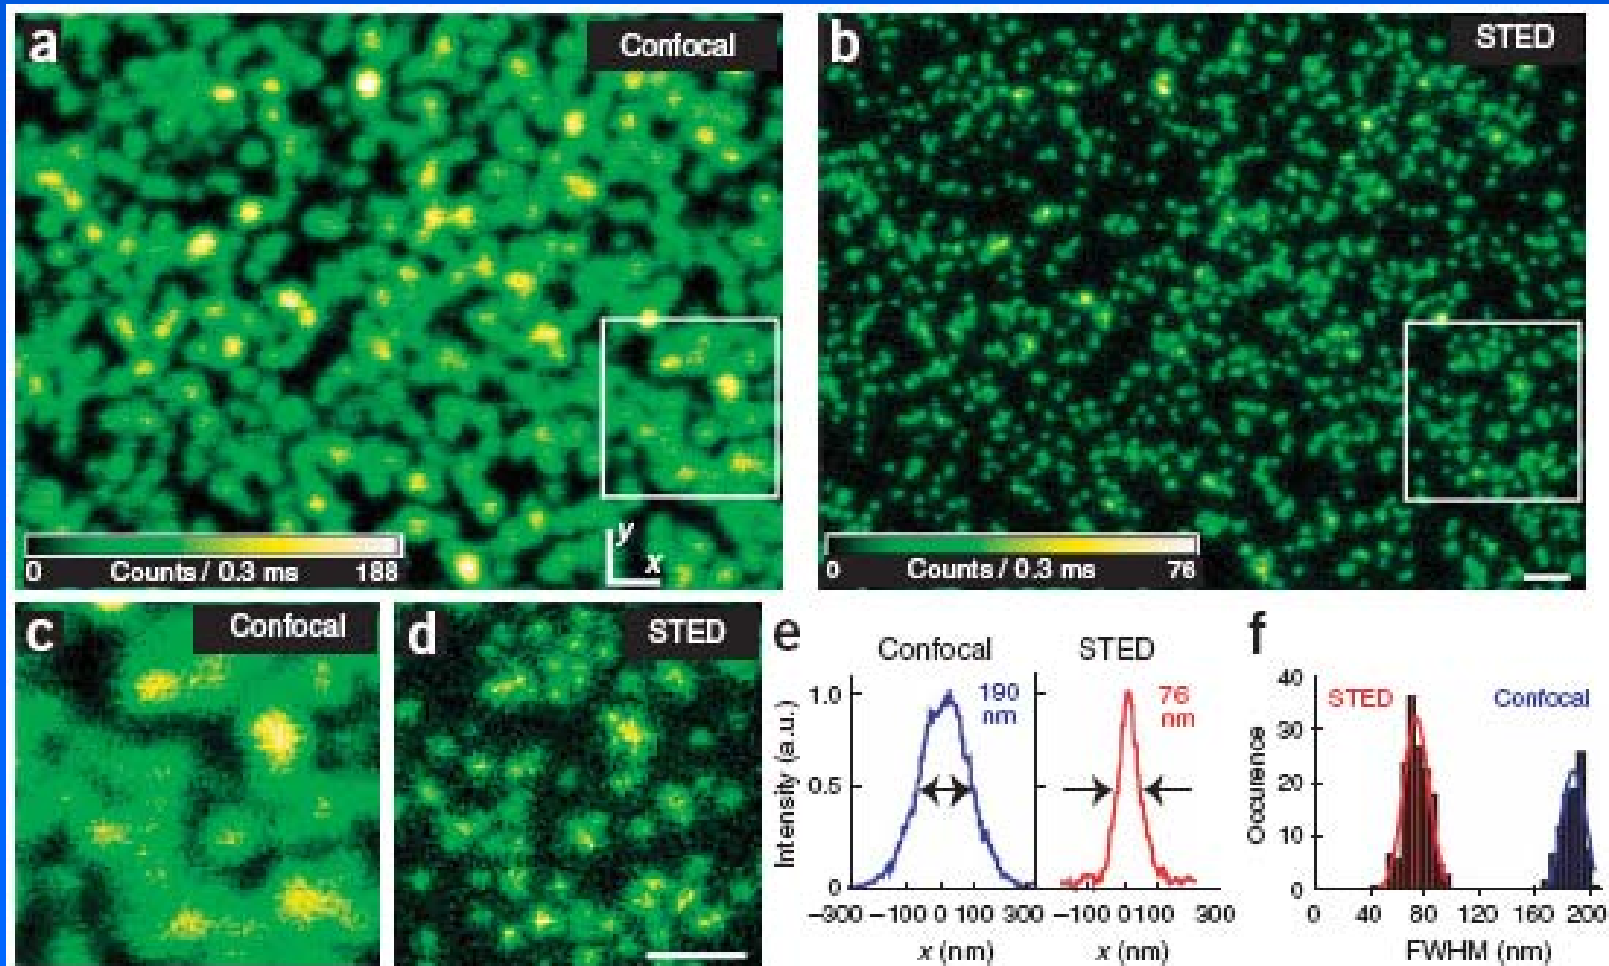 a
Confocal
b
STED
y
x
0 Counts / 0.3 ms 188
0 Counts / 0.3 ms 76
c
Confocal
d
STED
e
Confocal
STED
190
nm
76
nm
Intensity (a.u.)
1.0
0.5
0
–300 –100 0 100 300
–100 0 100 300
x (nm)
x (nm)
f
STED
Confocal
Occurence
40
30
20
10
0
0 40 80 120 160 200
FWHM (nm)